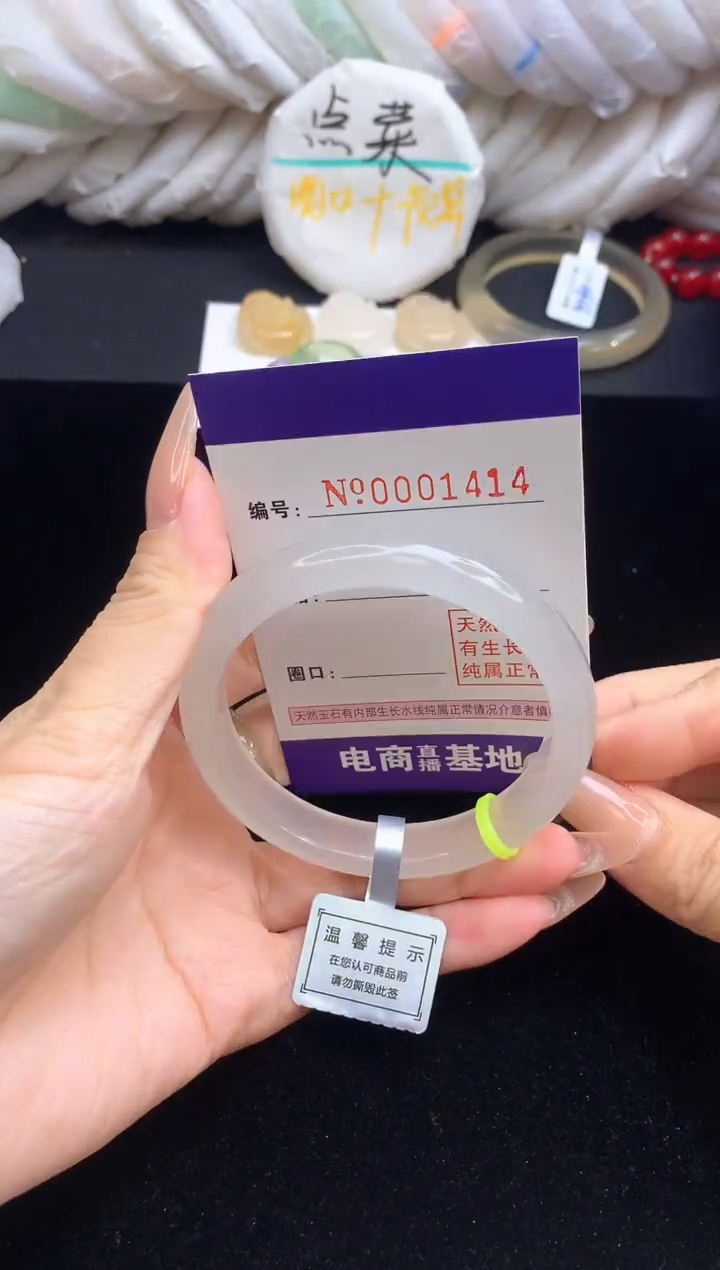 点菜
圈口十
编号: №0001414
天然
有生长
纯属正常
圈口:
天然玉石有内部生长水线纯属正常情况介意者慎
电商直播基地
温馨提示
在您认可商品前
请勿撕毁此签